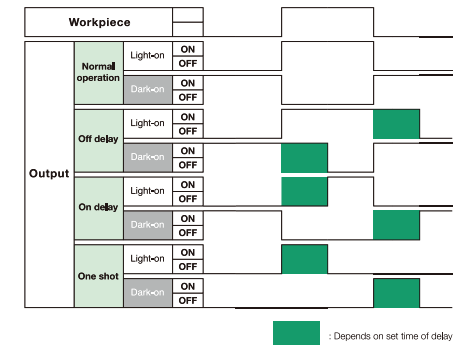 Workpiece
Output
Normal
operation
Light-on
ON
OFF
Dark-on
ON
OFF
Off delay
Light-on
ON
OFF
Dark-on
ON
OFF
On delay
Light-on
ON
OFF
Dark-on
ON
OFF
One shot
Light-on
ON
OFF
Dark-on
ON
OFF
: Depends on set time of delay